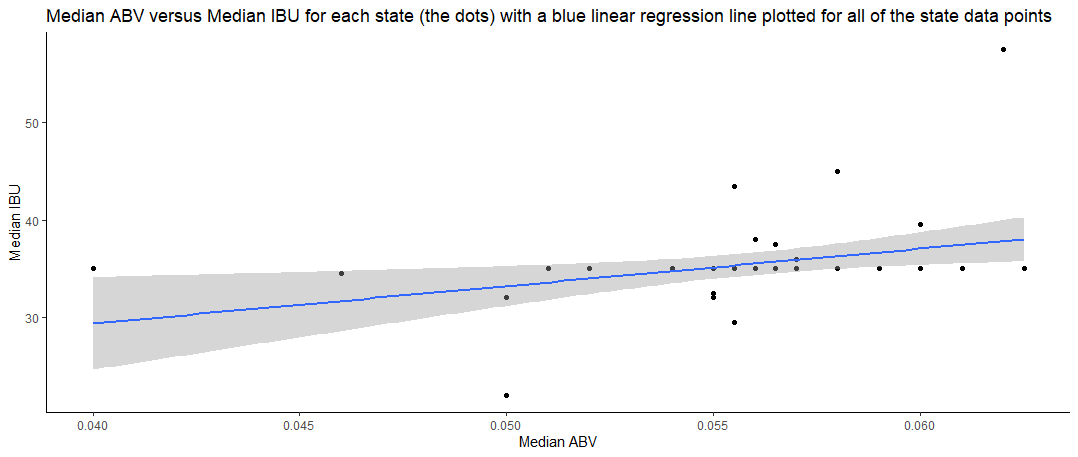 Median ABV versus Median IBU for each state (the dots) with a blue linear regression line plotted for all of the state data points
Median IBU
50
40
30
0.040
0.045
0.050
0.055
0.060
Median ABV